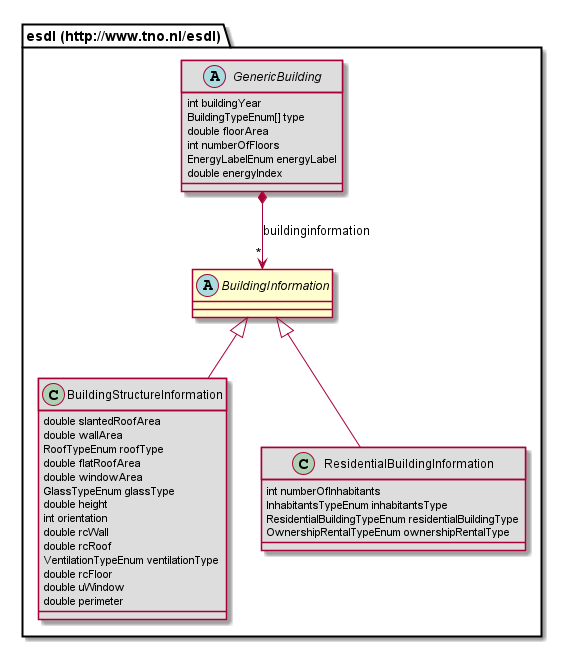 esdl (http://www.tno.nl/esdl)
A GenericBuilding
int buildingYear
BuildingTypeEnum[] type
double floorArea
int numberOfFloors
EnergyLabelEnum energyLabel
double energyIndex
buildinginformation
*
A BuildingInformation
C BuildingStructureInformation
double slantedRoofArea
double wallArea
RoofTypeEnum roofType
double flatRoofArea
double windowArea
GlassTypeEnum glassType
double height
int orientation
double rcWall
double rcRoof
VentilationTypeEnum ventilationType
double rcFloor
double uWindow
double perimeter
C ResidentialBuildingInformation
int numberOfInhabitants
InhabitantsTypeEnum inhabitantsType
ResidentialBuildingTypeEnum residentialBuildingType
OwnershipRentalTypeEnum ownershipRentalType